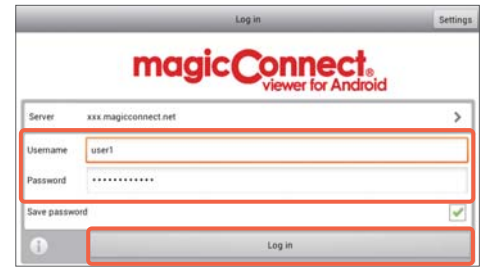 Log in
Settings
magicConnect®
viewer for Android
Server xxx.magicconnect.net
Username user1
Password ••••••••••••
Save password
Log in